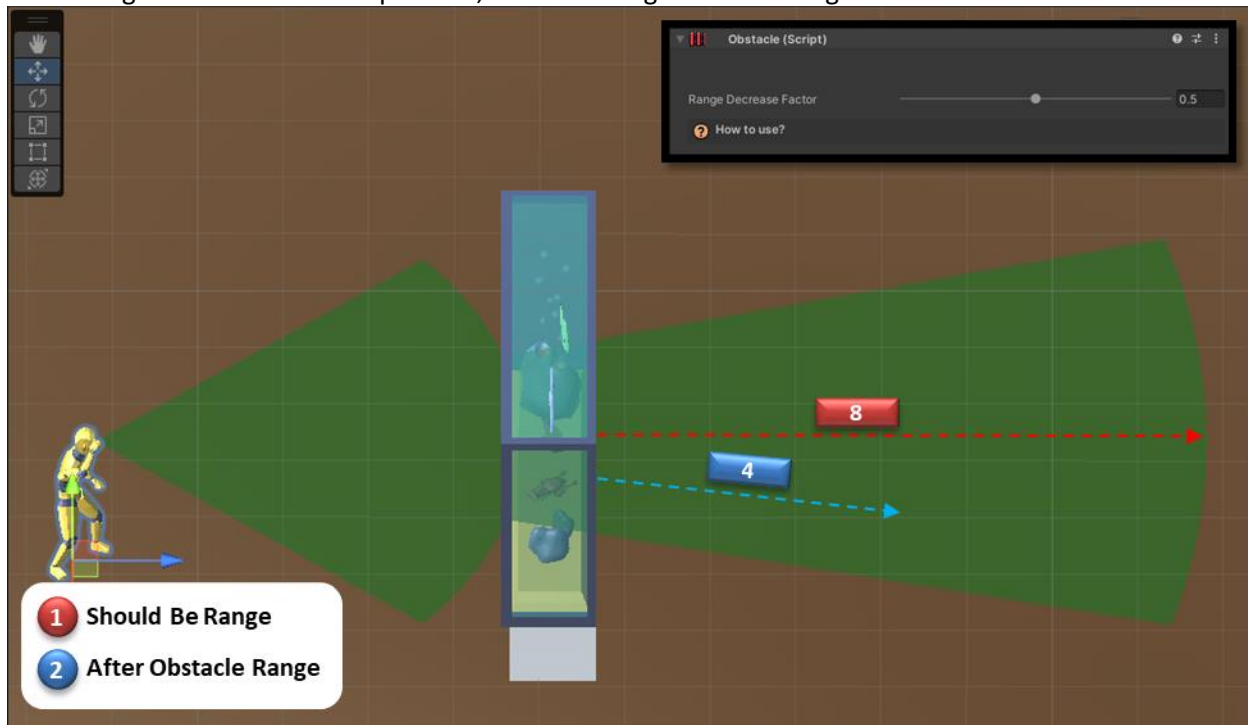 Obstacle (Script)
Range Decrease Factor
0.5
? How to use?
8
4
1 Should Be Range
2 After Obstacle Range